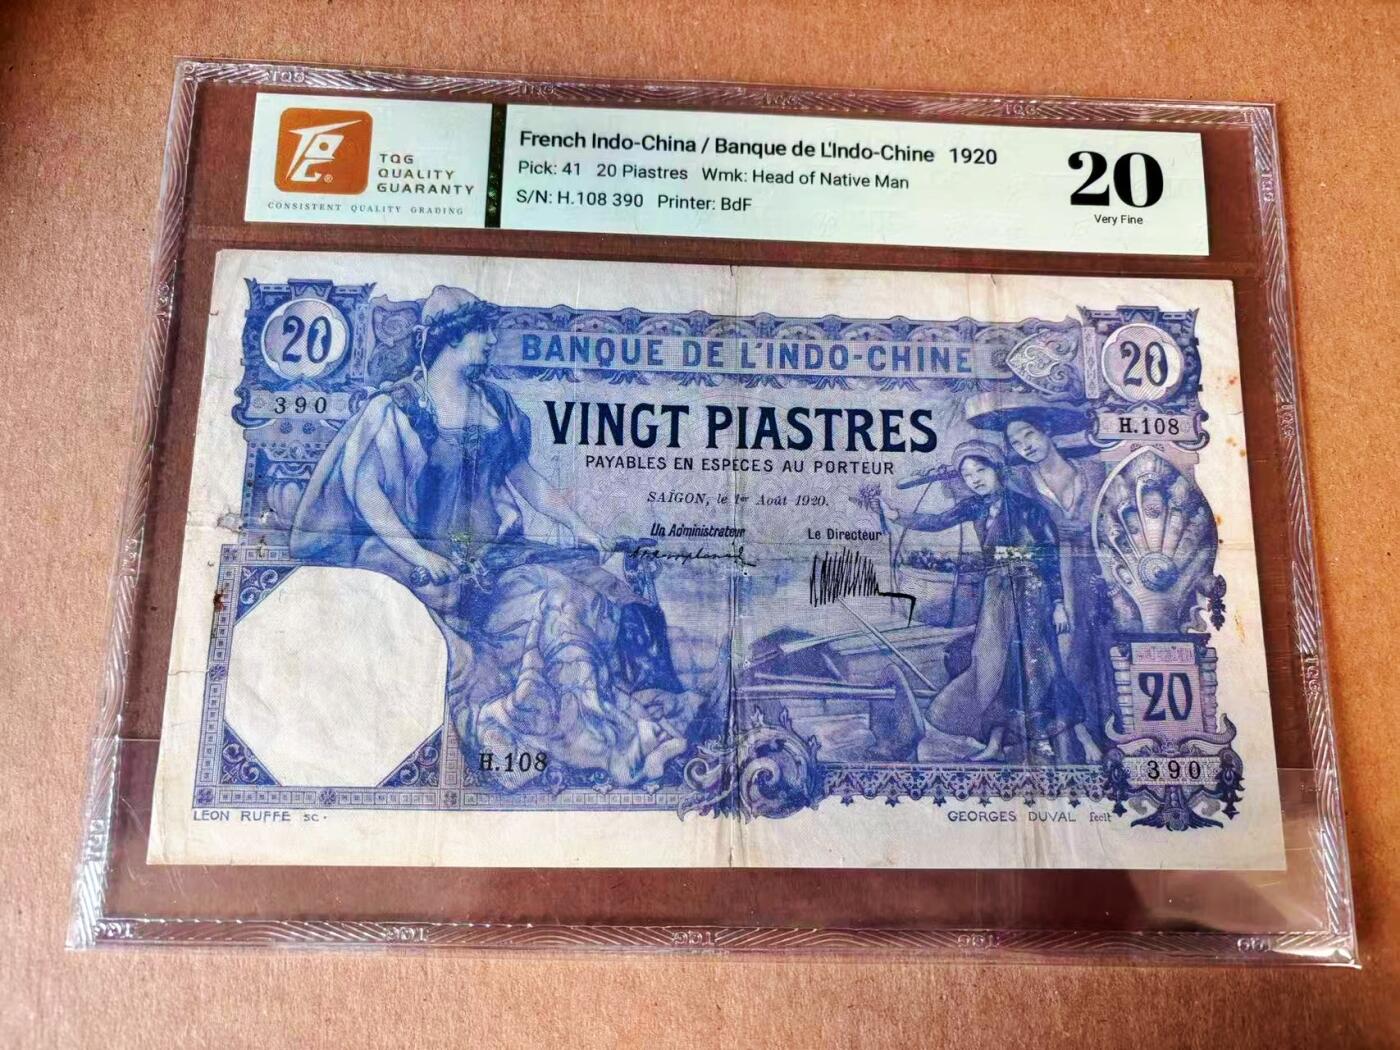 TQG
QUALITY
GUARANTY
CONSISTENT QUALITY GRADING
French Indo-China / Banque de L'Indo-Chine 1920
Pick: 41 20 Piastres Wmk: Head of Native Man
S/N: H.108 390 Printer: BdF
20
Very Fine
20
BANQUE DE L'INDO-CHINE
20
390
VINGT PIASTRES
H.108
PAYABLES EN ESPECES AU PORTEUR
SAÏGON, le 1er Août 1920.
Un Administrateur
Le Directeur
20
H.108
390
LEON RUFFE SC.
GEORGES DUVAL fecit